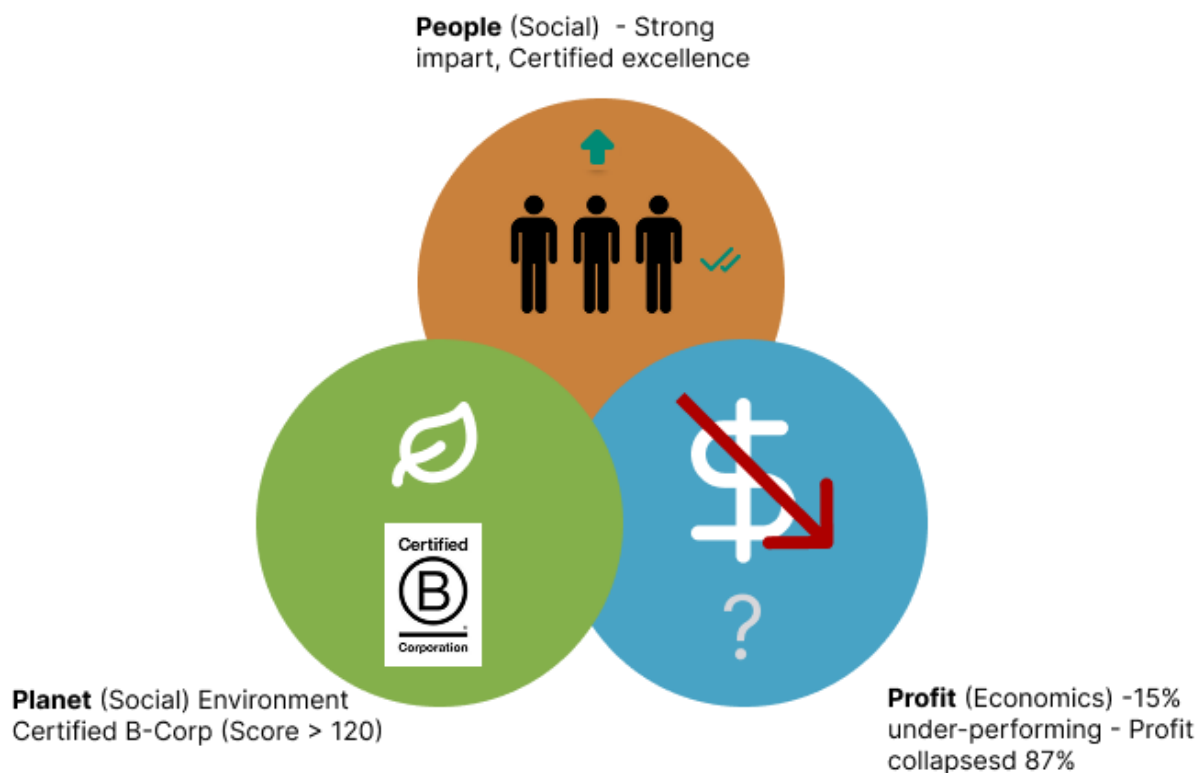 People (Social)  - Strong
impart, Certified excellence
Certified
B
Corporation
?
Planet (Social) Environment
Certified B-Corp (Score > 120)
Profit (Economics) -15%
under-performing - Profit
collapsesd 87%